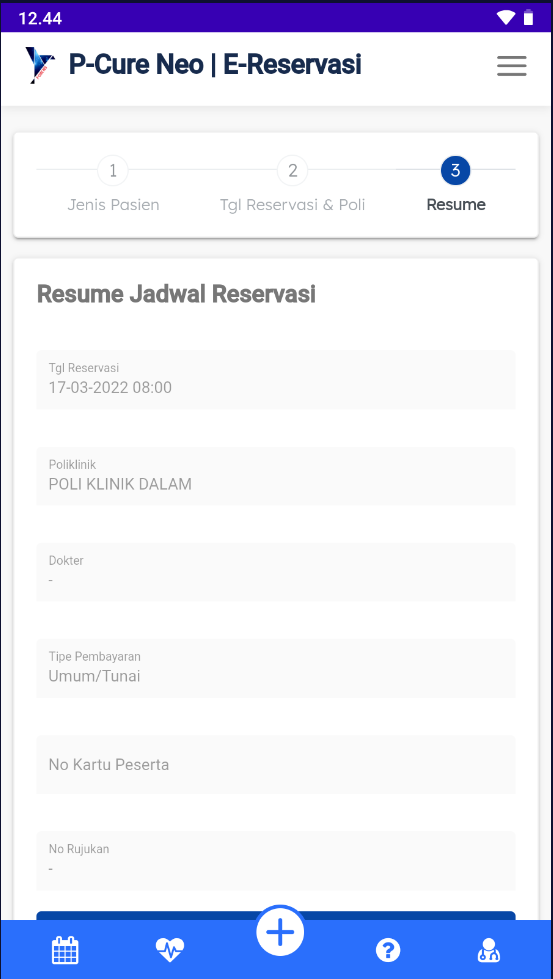 12.44
P-Cure Neo | E-Reservasi
1
2
3
Jenis Pasien
Tgl Reservasi & Poli
Resume
Resume Jadwal Reservasi
Tgl Reservasi
17-03-2022 08:00
Poliklinik
POLI KLINIK DALAM
Dokter
-
Tipe Pembayaran
Umum/Tunai
No Kartu Peserta
No Rujukan
-